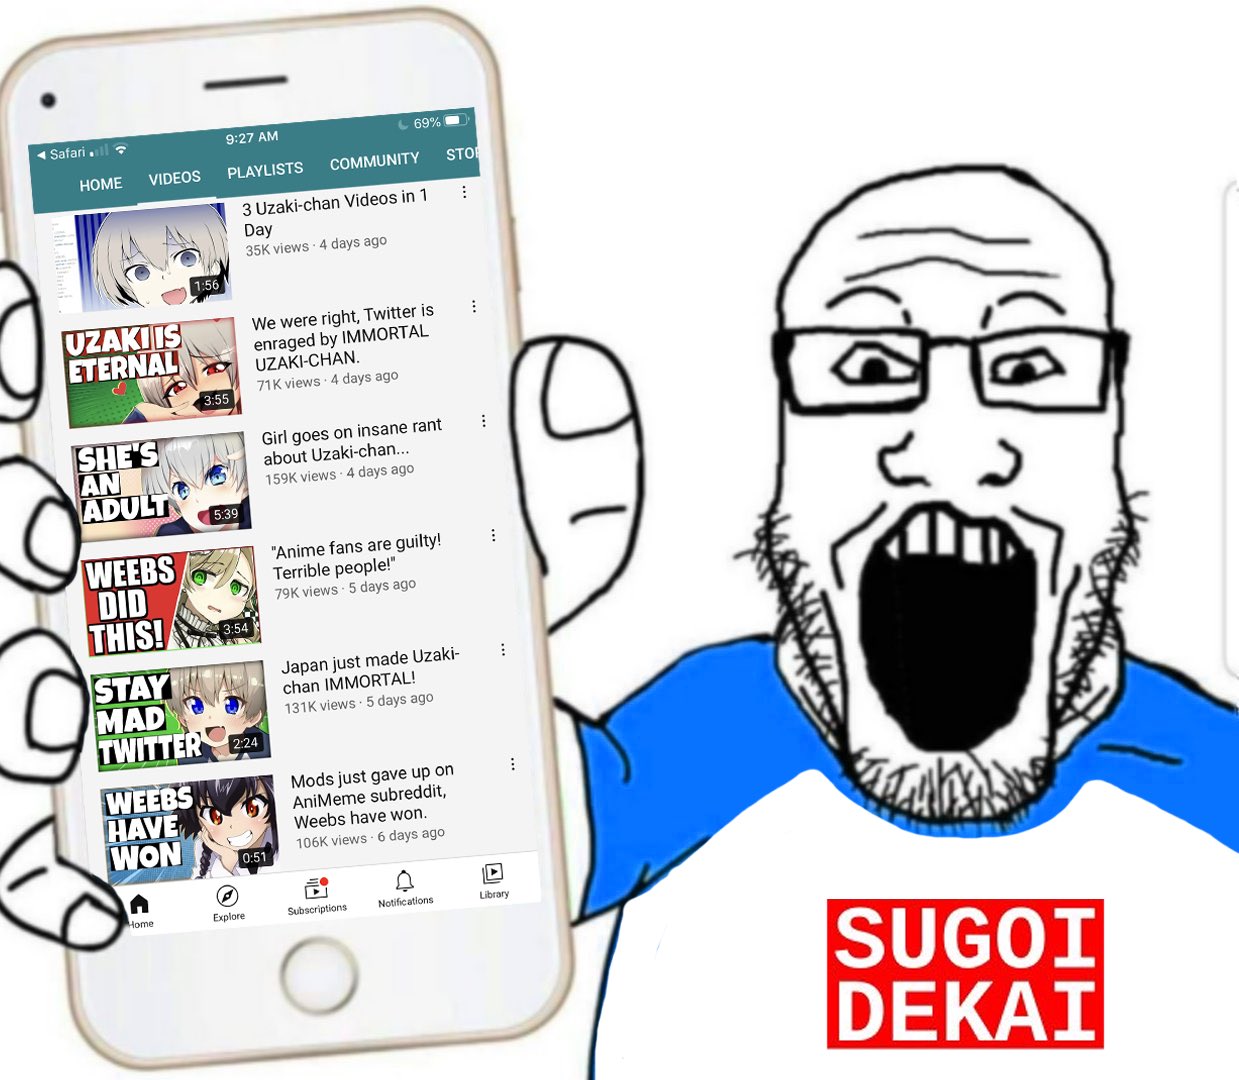 Safari
9:27 AM
69%
HOME
VIDEOS
PLAYLISTS
COMMUNITY
STO
3 Uzaki-chan Videos in 1
Day
35K views · 4 days ago
1:56
UZAKI IS
ETERNAL
3:55
We were right, Twitter is
enraged by IMMORTAL
UZAKI-CHAN.
71K views · 4 days ago
SHE'S
AN
ADULT
5:39
Girl goes on insane rant
about Uzaki-chan...
159K views · 4 days ago
WEEBS
DID
THIS!
3:54
"Anime fans are guilty!
Terrible people!"
79K views · 5 days ago
STAY
MAD
TWITTER
2:24
Japan just made Uzaki-
chan IMMORTAL!
131K views · 5 days ago
WEEBS
HAVE
WON
0:51
Mods just gave up on
AniMeme subreddit,
Weebs have won.
106K views · 6 days ago
Home
Explore
Subscriptions
Notifications
Library
SUGOI
DEKAI